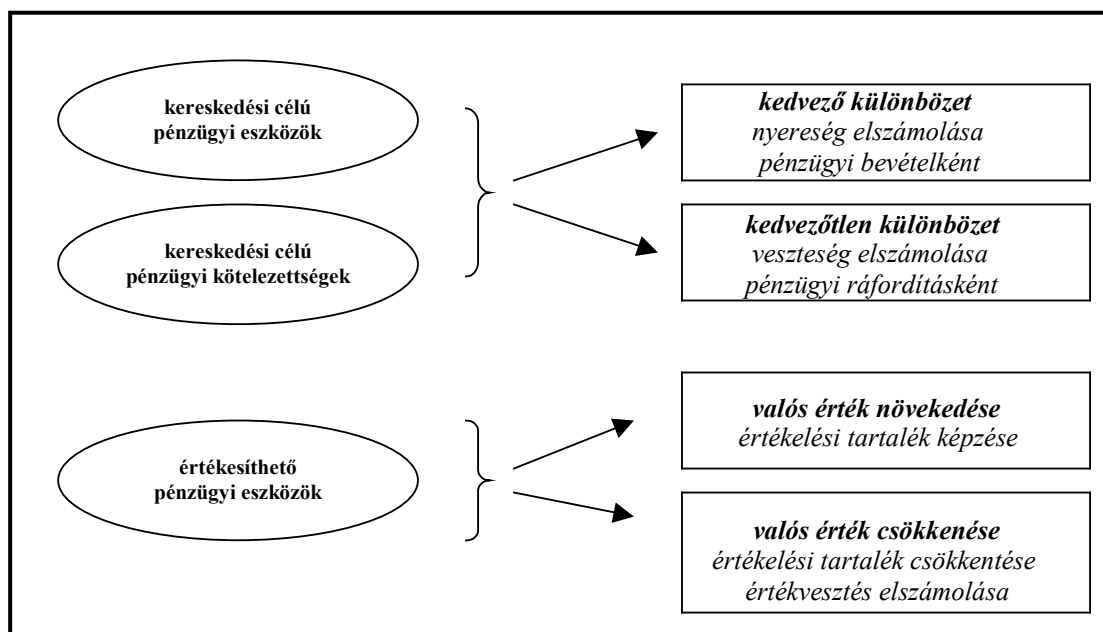 kereskedési célú
pénzügyi eszközök
kedvező különbözet
nyereség elszámolása
pénzügyi bevételként
kereskedési célú
pénzügyi kötelezettségek
kedvezőtlen különbözet
veszteség elszámolása
pénzügyi ráfordításként
értékesíthető
pénzügyi eszközök
valós érték növekedése
értékelési tartalék képzése
valós érték csökkenése
értékelési tartalék csökkentése
értékvesztés elszámolása